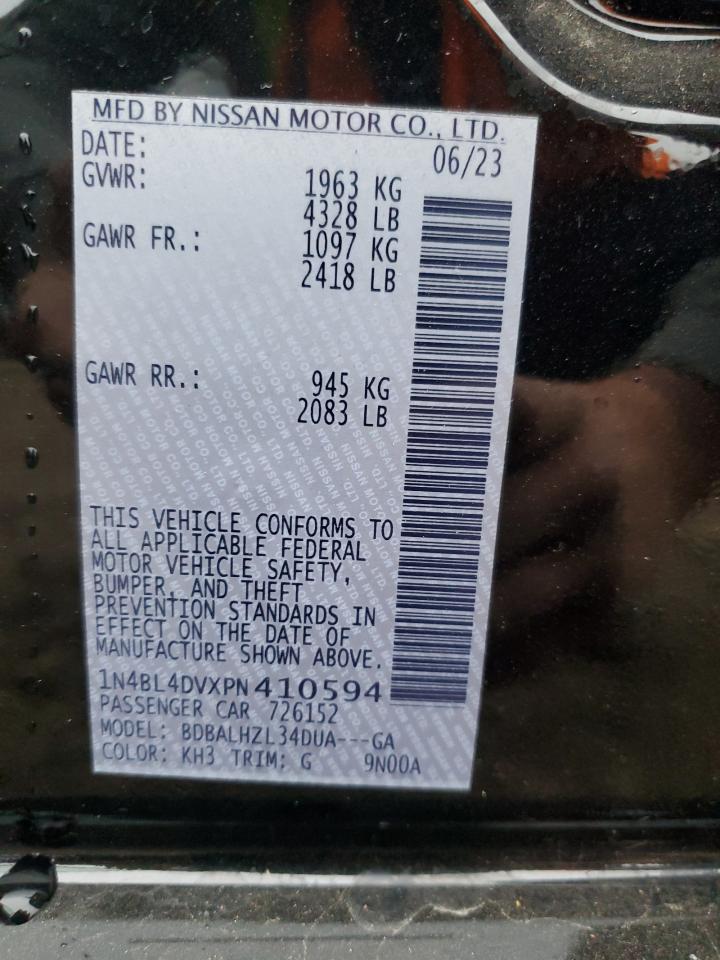 MFD BY NISSAN MOTOR CO., LTD.
DATE: 06/23
GVWR: 1963 KG
4328 LB
GAWR FR.: 1097 KG
2418 LB
GAWR RR.: 945 KG
2083 LB
THIS VEHICLE CONFORMS TO
ALL APPLICABLE FEDERAL
MOTOR VEHICLE SAFETY,
BUMPER, AND THEFT
PREVENTION STANDARDS IN
EFFECT ON THE DATE OF
MANUFACTURE SHOWN ABOVE.
1N4BL4DVXPN410594
PASSENGER CAR 726152
MODEL: BDBALHZL34DUA---GA
COLOR: KH3 TRIM: G 9N00A